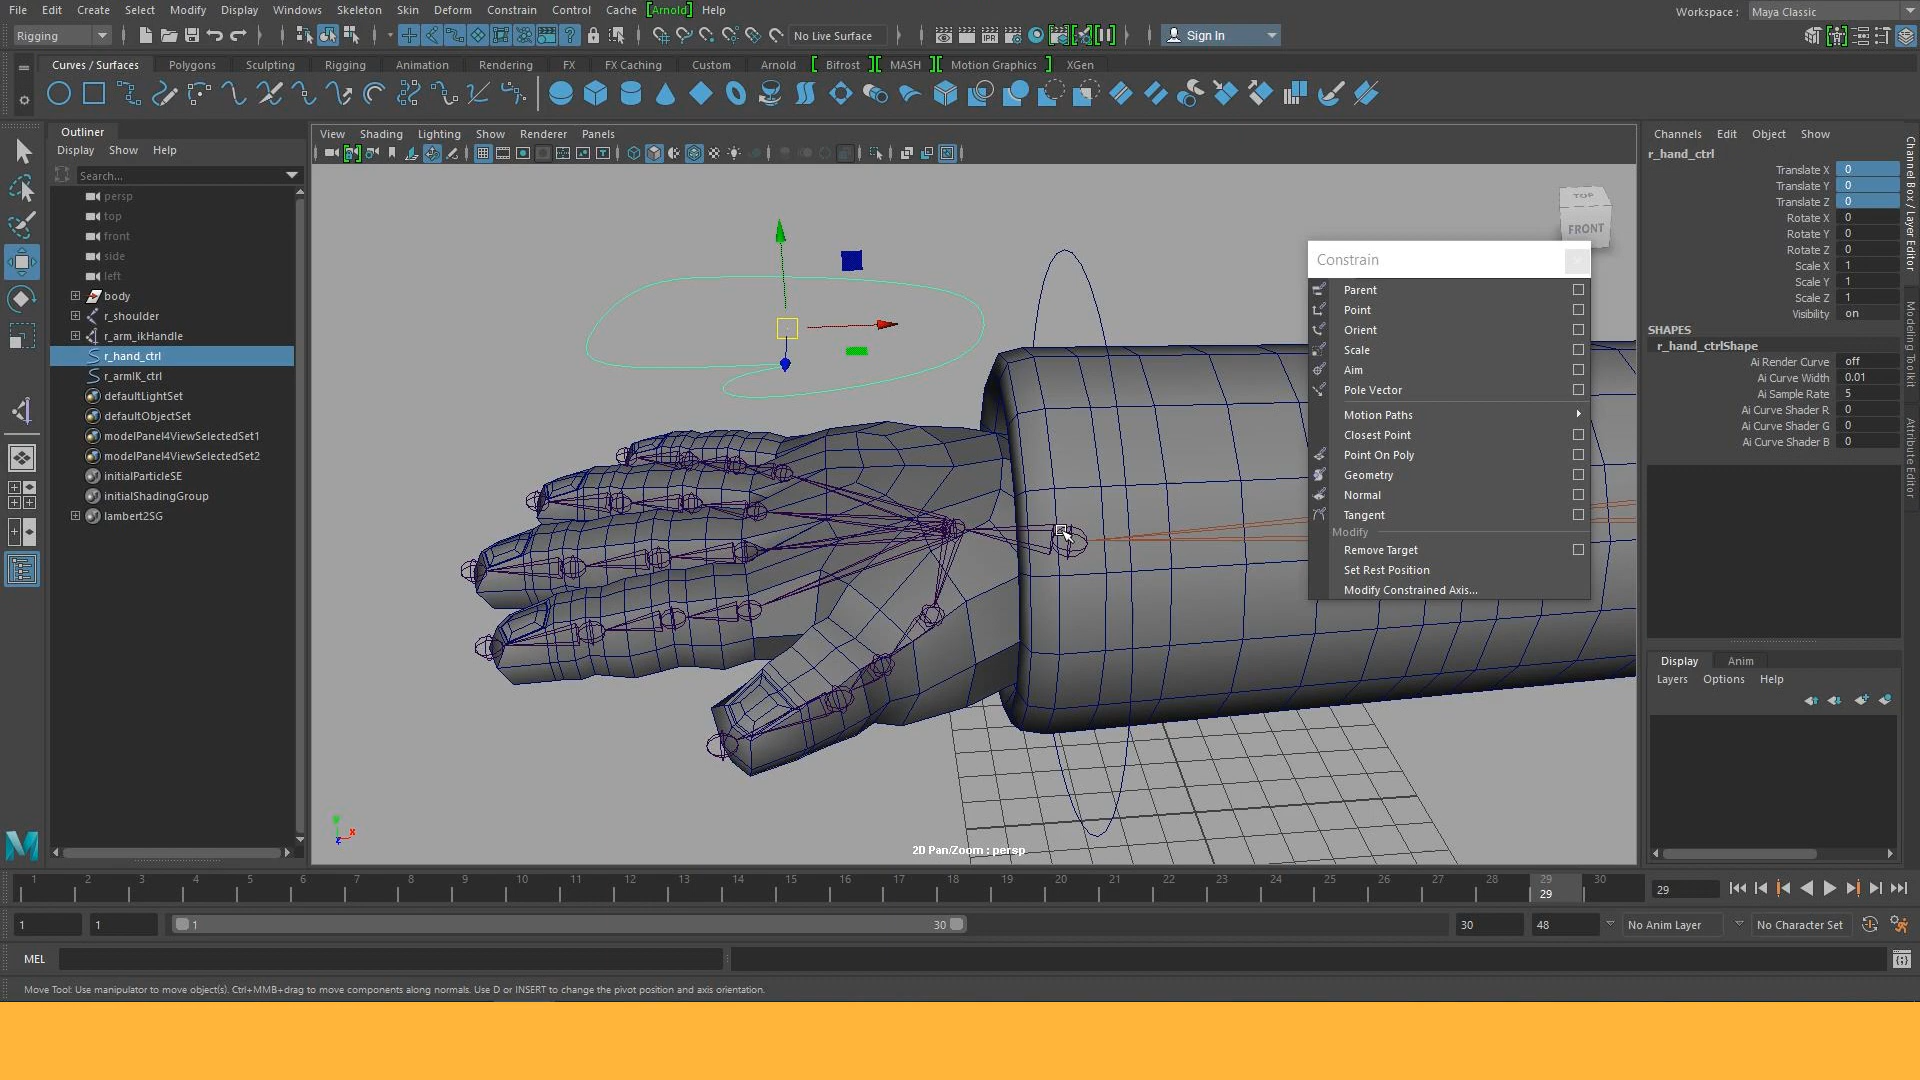 File Edit Create Select Modify Display Windows Skeleton Skin Deform Constrain Control Cache [Arnold] Help
Workspace : Maya Classic
Rigging
No Live Surface
Sign In
Curves / Surfaces Polygons Sculpting Rigging Animation Rendering FX FX Caching Custom Arnold Bifrost MASH Motion Graphics XGen
IPR
Outliner
Display Show Help
Search...
persp
top
front
side
left
body
r_shoulder
r_arm_ikHandle
r_hand_ctrl
r_armIK_ctrl
defaultLightSet
defaultObjectSet
modelPanel4ViewSelectedSet1
modelPanel4ViewSelectedSet2
initialParticleSE
initialShadingGroup
lambert2SG
View Shading Lighting Show Renderer Panels
TOP
FRONT
Constrain
Parent
Point
Orient
Scale
Aim
Pole Vector
Motion Paths
Closest Point
Point On Poly
Geometry
Normal
Tangent
Modify
Remove Target
Set Rest Position
Modify Constrained Axis...
y
x
z
2D Pan/Zoom : persp
Channels Edit Object Show
r_hand_ctrl
Translate X 0
Translate Y 0
Translate Z 0
Rotate X 0
Rotate Y 0
Rotate Z 0
Scale X 1
Scale Y 1
Scale Z 1
Visibility on
SHAPES
r_hand_ctrlShape
Ai Render Curve off
Ai Curve Width 0.01
Ai Sample Rate 5
Ai Curve Shader R 0
Ai Curve Shader G 0
Ai Curve Shader B 0
Channel Box / Layer Editor
Modeling Toolkit
Attribute Editor
Display Anim
Layers Options Help
1 2 3 4 5 6 7 8 9 10 11 12 13 14 15 16 17 18 19 20 21 22 23 24 25 26 27 28 29 30
29
29
1 1 1 30 30 48 No Anim Layer No Character Set
MEL
Move Tool: Use manipulator to move object(s). Ctrl+MMB+drag to move components along normals. Use D or INSERT to change the pivot position and axis orientation.